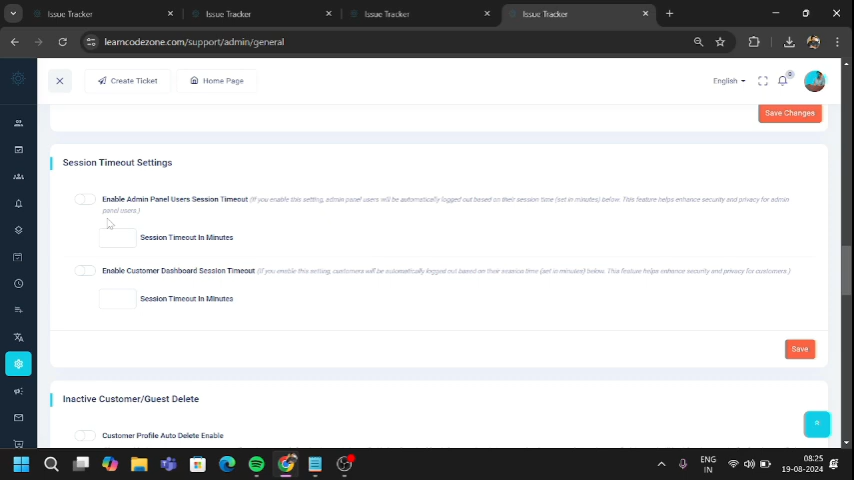 Issue Tracker
Issue Tracker
Issue Tracker
Issue Tracker
learncodezone.com/support/admin/general
Create Ticket
Home Page
English
0
Save Changes
Session Timeout Settings
Enable Admin Panel Users Session Timeout (If you enable this setting, admin panel users will be automatically logged out based on their session time (set in minutes) below. This feature helps enhance security and privacy for admin
panel users.)
Session Timeout In Minutes
Enable Customer Dashboard Session Timeout (If you enable this setting, customers will be automatically logged out based on their session time (set in minutes) below. This feature helps enhance security and privacy for customers.)
Session Timeout In Minutes
Save
Inactive Customer/Guest Delete
Customer Profile Auto Delete Enable
ENG
IN
08:25
19-08-2024